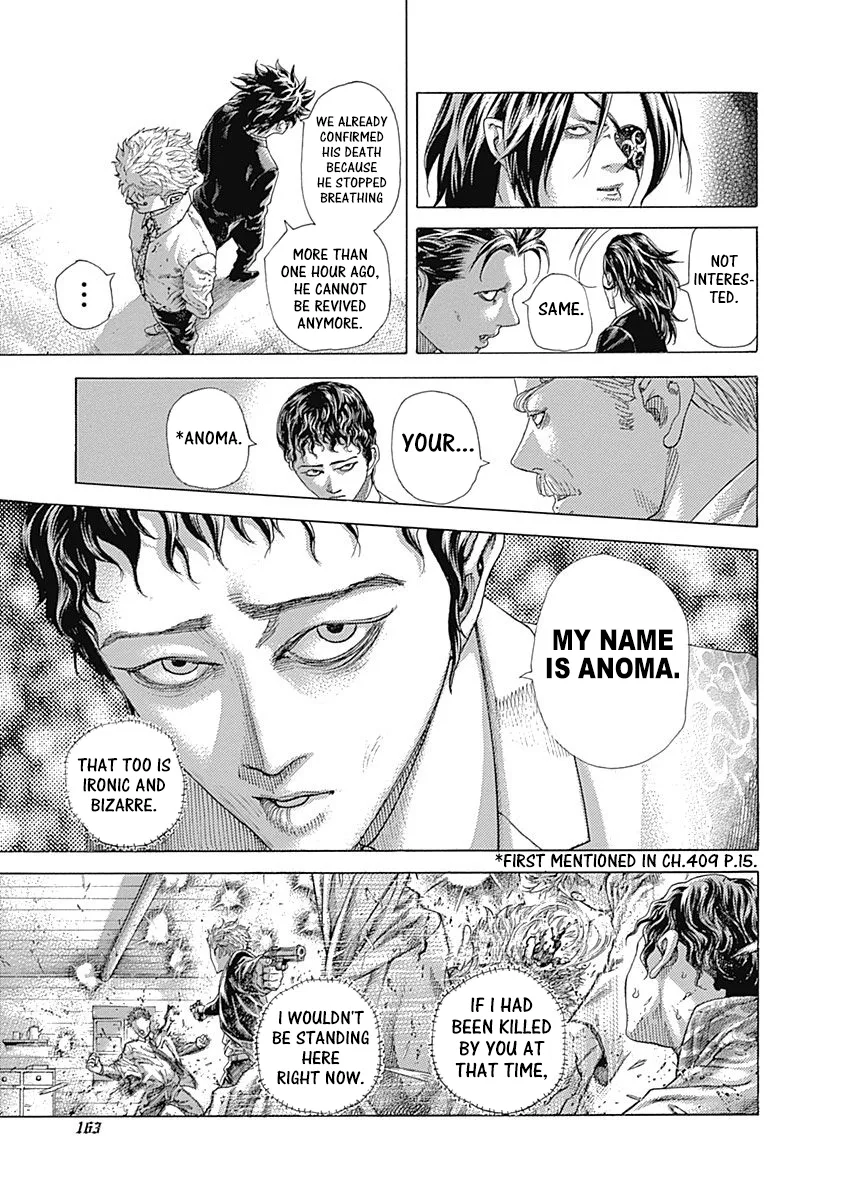 NOT
INTERES-
TED.
SAME.
WE ALREADY
CONFIRMED
HIS DEATH
BECAUSE
HE STOPPED
BREATHING
MORE THAN
ONE HOUR AGO,
HE CANNOT
BE REVIVED
ANYMORE.
...
YOUR...
*ANOMA.
MY NAME
IS ANOMA.
THAT TOO IS
IRONIC AND
BIZARRE.
*FIRST MENTIONED IN CH.409 P.15.
IF I HAD
BEEN KILLED
BY YOU AT
THAT TIME,
I WOULDN'T
BE STANDING
HERE
RIGHT NOW.
163